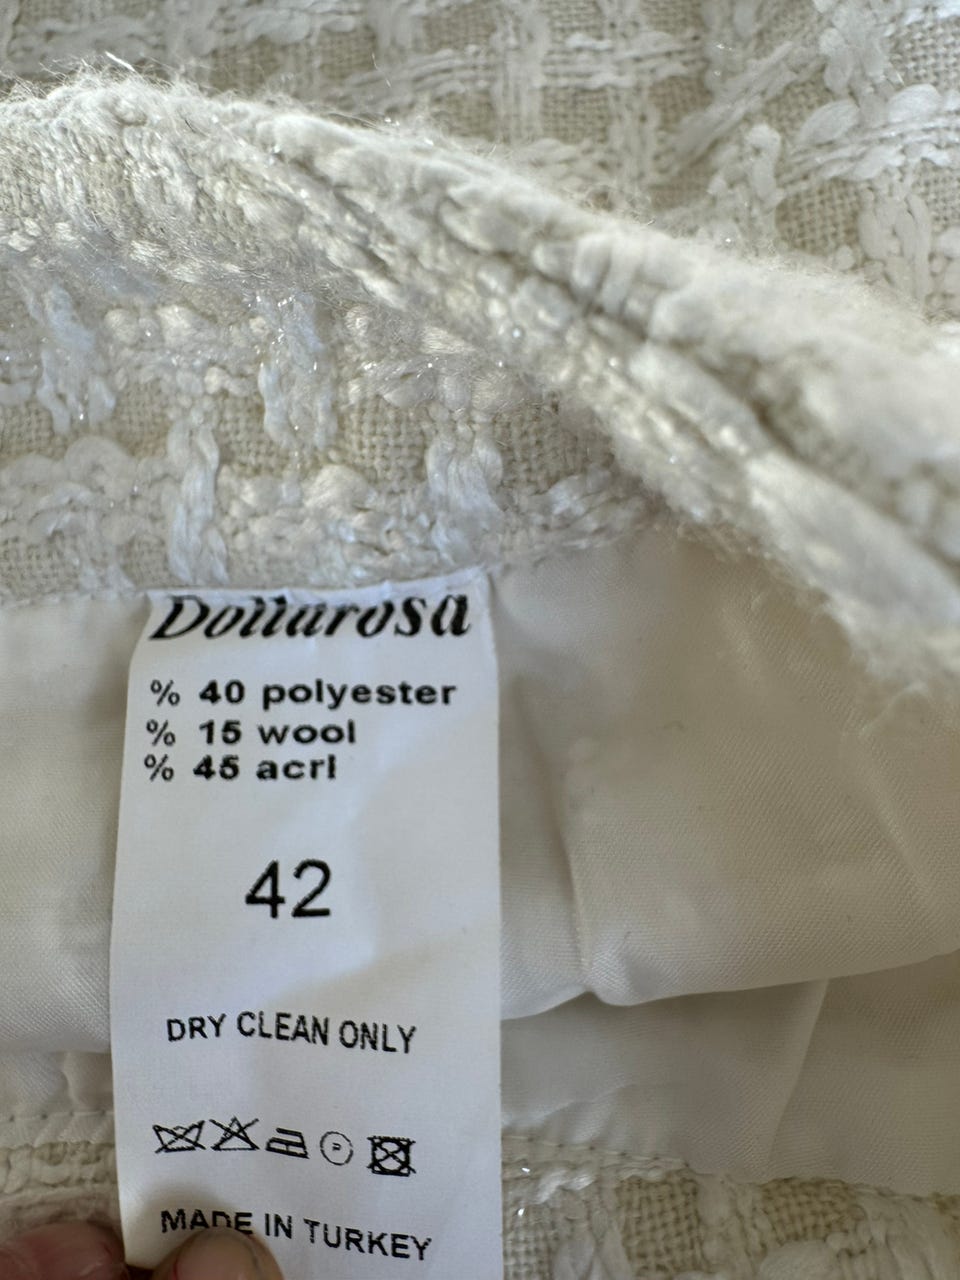 Dollarosa
% 40 polyester
% 15 wool
% 45 acrl
42
DRY CLEAN ONLY
P
MADE IN TURKEY